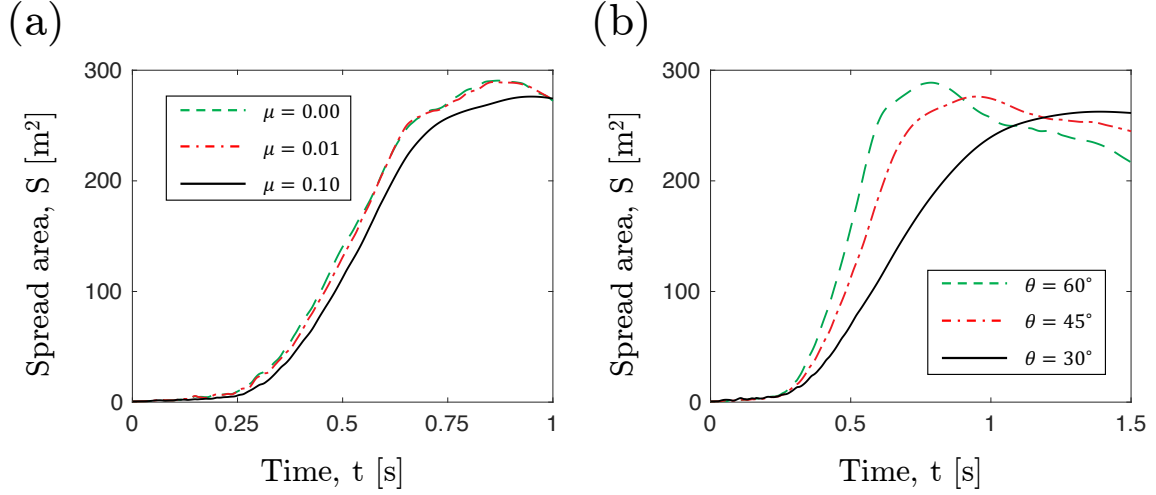 (a)
300
200
100
0
Spread area, S [m²]
μ = 0.00
μ = 0.01
μ = 0.10
0 0.25 0.5 0.75 1
Time, t [s]
(b)
300
200
100
0
Spread area, S [m²]
θ = 60°
θ = 45°
θ = 30°
0 0.5 1 1.5
Time, t [s]